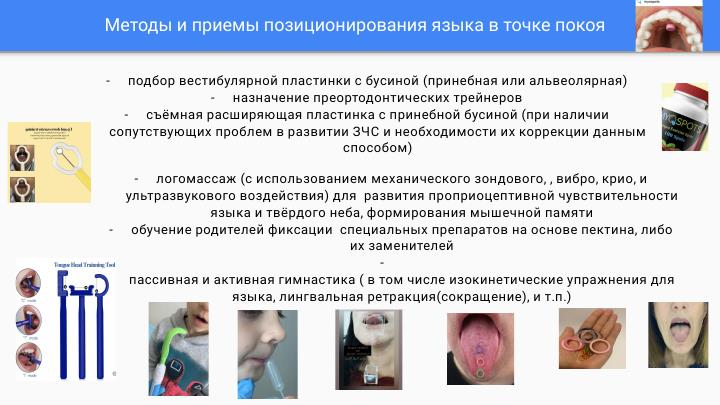 Методы и приемы позиционирования языка в точке покоя
- подбор вестибулярной пластинки с бусиной (принебная или альвеолярная)
- назначение преортодонтических трейнеров
- съёмная расширяющая пластинка с принебной бусиной (при наличии
сопутствующих проблем в развитии ЗЧС и необходимости их коррекции данным
способом)
- логомассаж (с использованием механического зондового, , вибро, крио, и
ультразвукового воздействия) для развития проприоцептивной чувствительности
языка и твёрдого неба, формирования мышечной памяти
- обучение родителей фиксации специальных препаратов на основе пектина, либо
их заменителей
-
пассивная и активная гимнастика ( в том числе изокинетические упражнения для
языка, лингвальная ретракция(сокращение), и т.п.)
MYOSPOTS
Tongue Head Trainning Tool